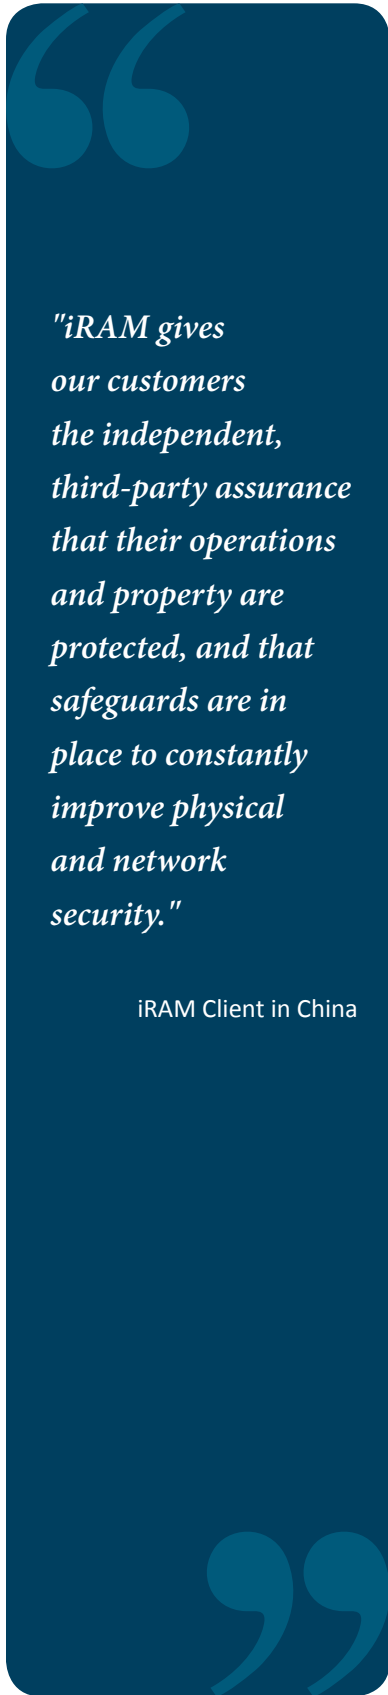 "iRAM gives
our customers
the independent,
third-party assurance
that their operations
and property are
protected, and that
safeguards are in
place to constantly
improve physical
and network
security."
iRAM Client in China